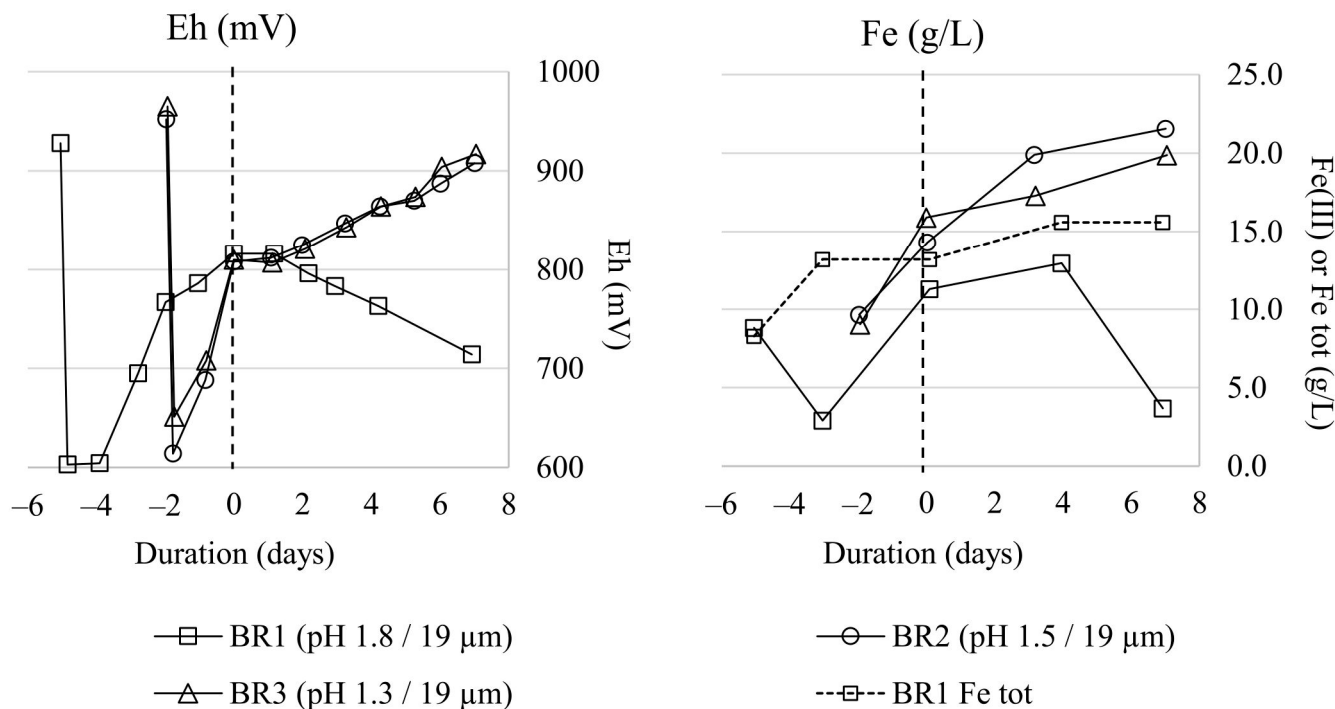 Eh (mV)
1000
900
800
700
600
Eh (mV)
–6 –4 –2 0 2 4 6 8
Duration (days)
Fe (g/L)
25.0
20.0
15.0
10.0
5.0
0.0
Fe(III) or Fe tot (g/L)
–6 –4 –2 0 2 4 6 8
Duration (days)
BR1 (pH 1.8 / 19 µm)
BR2 (pH 1.5 / 19 µm)
BR3 (pH 1.3 / 19 µm)
BR1 Fe tot